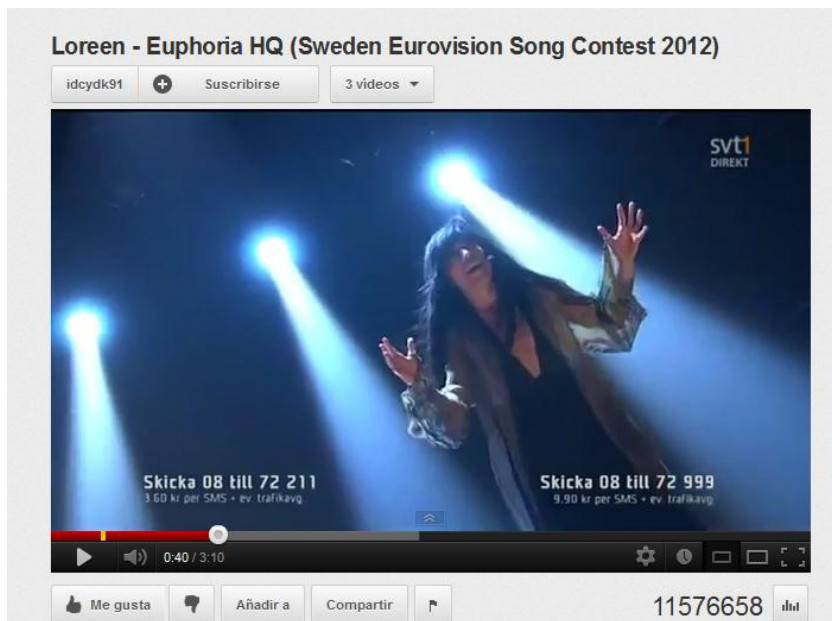 Loreen - Euphoria HQ (Sweden Eurovision Song Contest 2012)
idcydk91 Suscribirse 3 vídeos
svt1
DIREKT
Skicka 08 till 72 211
3.60 kr per SMS + ev. trafikavg.
Skicka 08 till 72 999
9.90 kr per SMS + ev. trafikavg.
0:40 / 3:10
Me gusta Añadir a Compartir 11576658